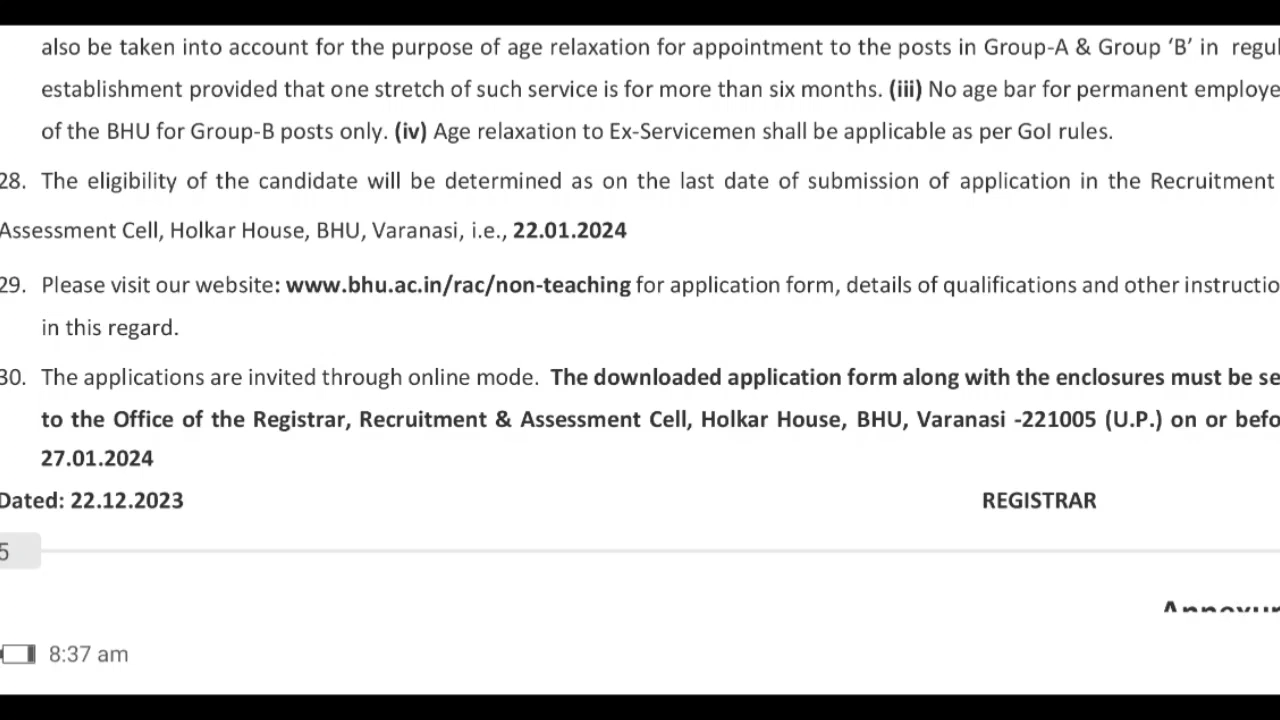 also be taken into account for the purpose of age relaxation for appointment to the posts in Group-A & Group ‘B’ in regul
establishment provided that one stretch of such service is for more than six months. (iii) No age bar for permanent employe
of the BHU for Group-B posts only. (iv) Age relaxation to Ex-Servicemen shall be applicable as per GoI rules.
28. The eligibility of the candidate will be determined as on the last date of submission of application in the Recruitment
Assessment Cell, Holkar House, BHU, Varanasi, i.e., 22.01.2024
29. Please visit our website: www.bhu.ac.in/rac/non-teaching for application form, details of qualifications and other instructio
in this regard.
30. The applications are invited through online mode. The downloaded application form along with the enclosures must be se
to the Office of the Registrar, Recruitment & Assessment Cell, Holkar House, BHU, Varanasi -221005 (U.P.) on or befo
27.01.2024
Dated: 22.12.2023 REGISTRAR
5
8:37 am